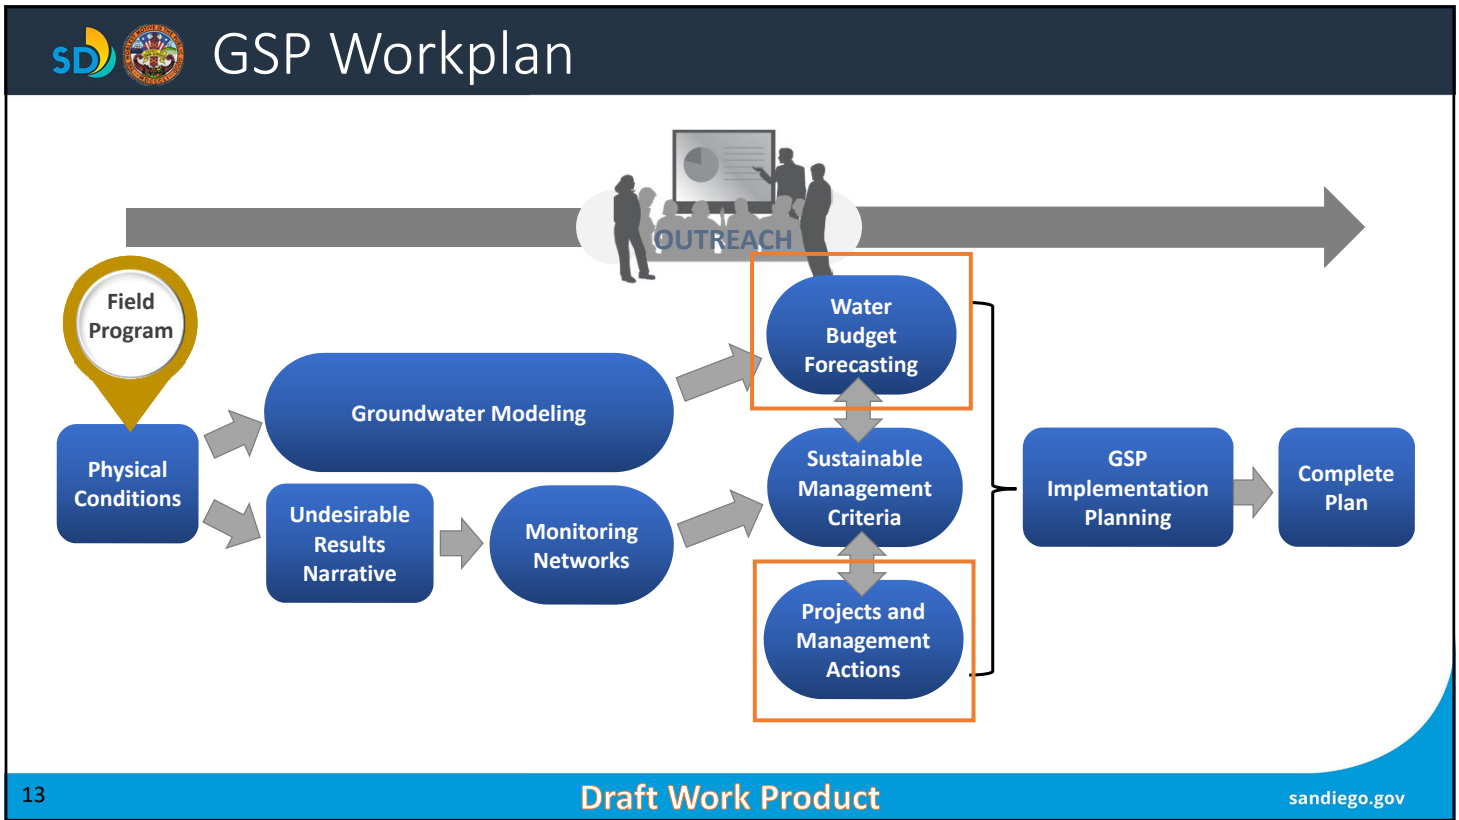 SD
GSP Workplan
OUTREACH
Field
Program
Water
Budget
Forecasting
Groundwater Modeling
Physical
Conditions
Undesirable
Results
Narrative
Monitoring
Networks
Sustainable
Management
Criteria
Projects and
Management
Actions
GSP
Implementation
Planning
Complete
Plan
13
Draft Work Product
sandiego.gov